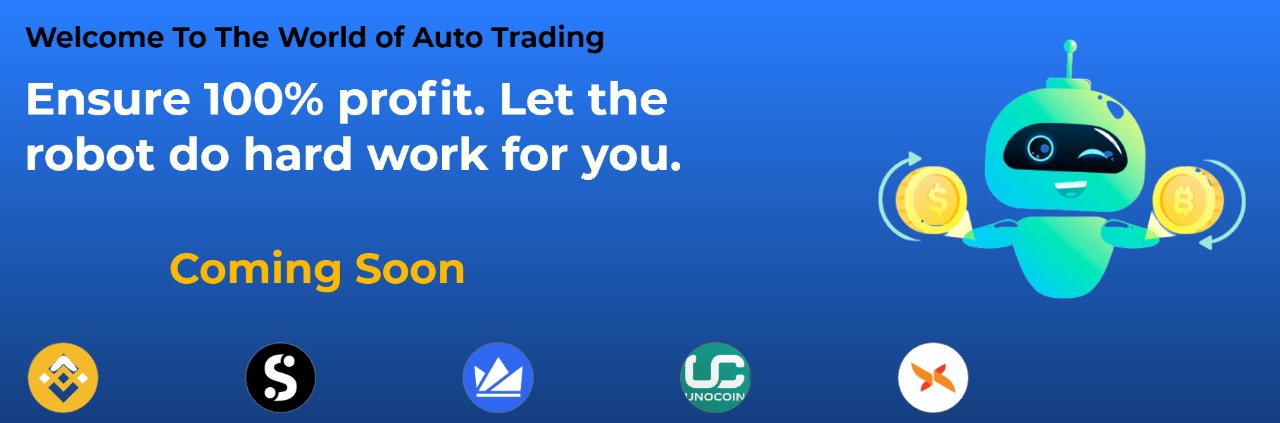 Welcome To The World of Auto Trading
Ensure 100% profit. Let the
robot do hard work for you.
Coming Soon
$
B
S
UC
UNOCOIN